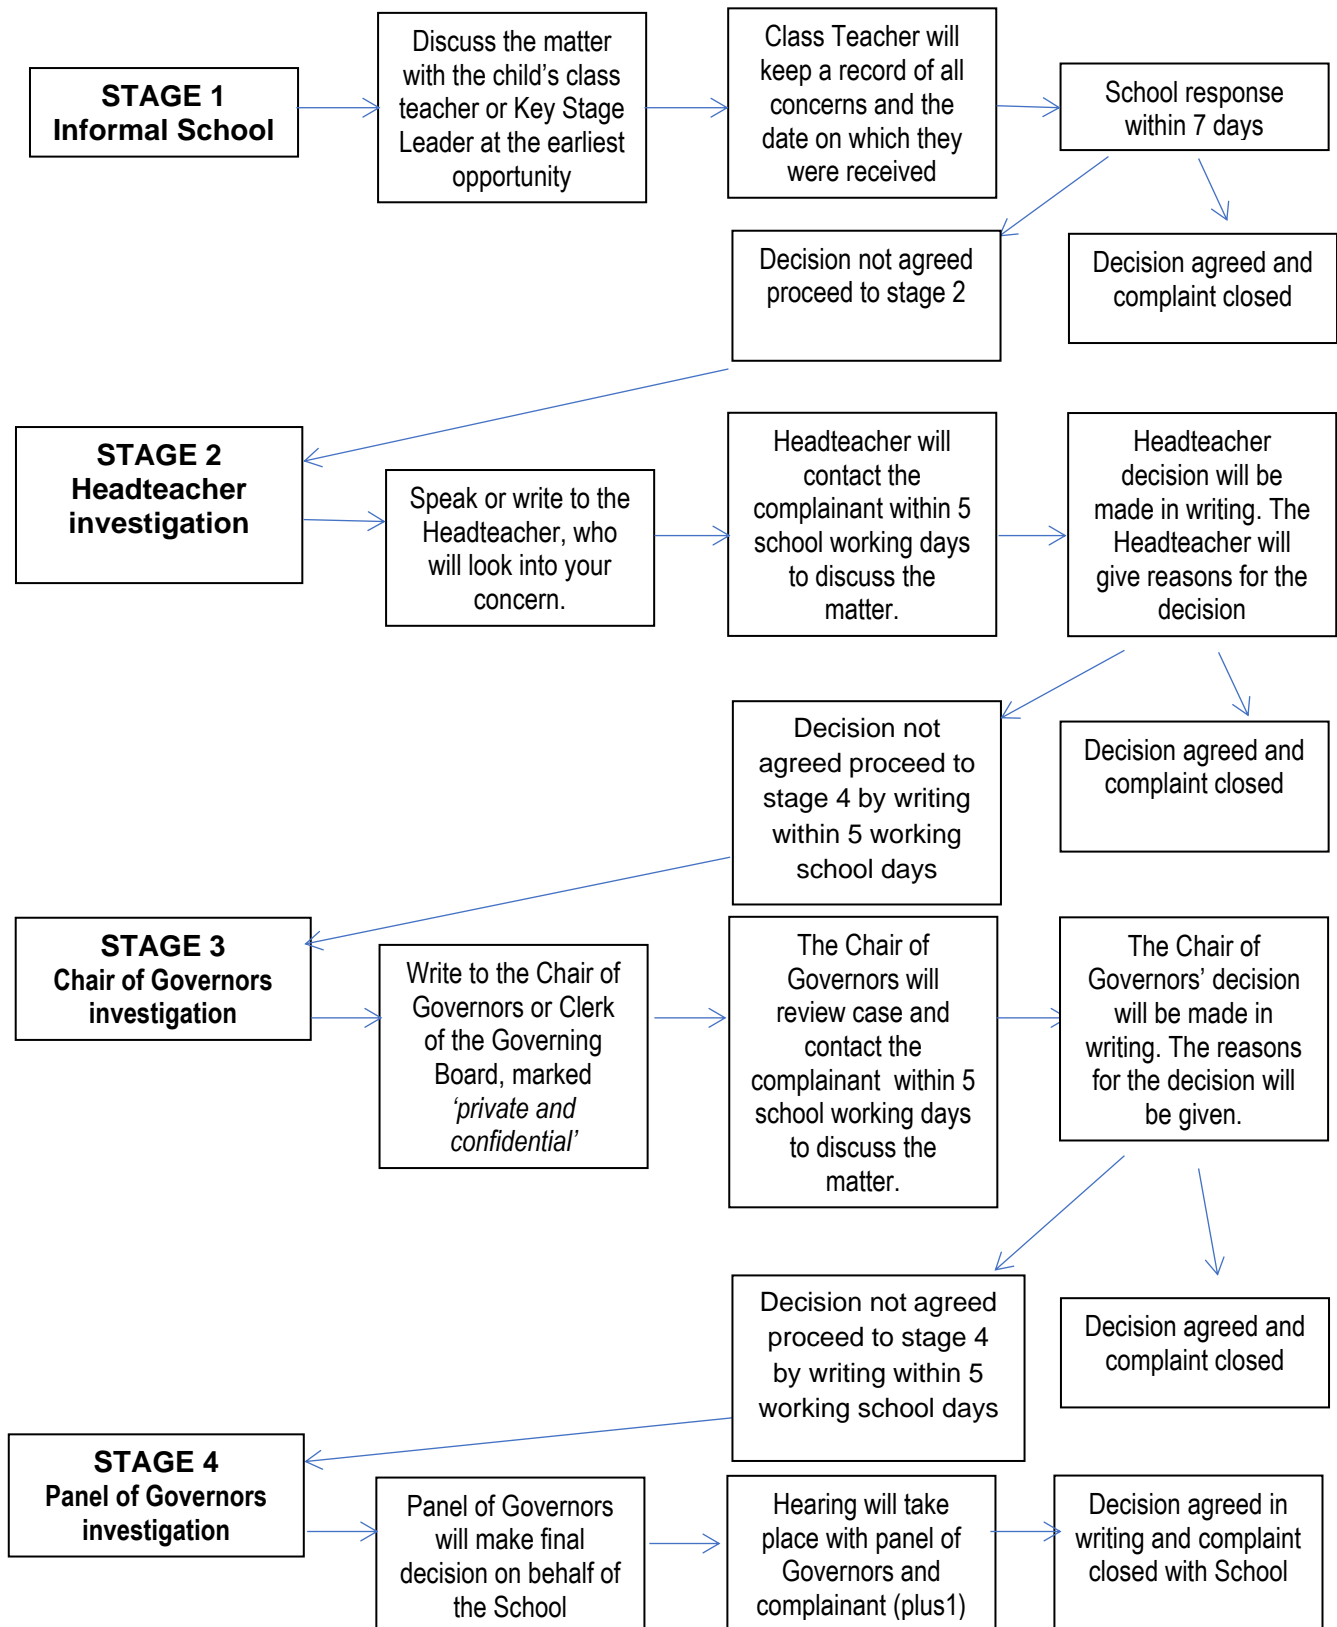 STAGE 1
Informal School
Discuss the matter
with the child’s class
teacher or Key Stage
Leader at the earliest
opportunity
Class Teacher will
keep a record of all
concerns and the
date on which they
were received
School response
within 7 days
Decision not agreed
proceed to stage 2
Decision agreed and
complaint closed
STAGE 2
Headteacher
investigation
Speak or write to the
Headteacher, who
will look into your
concern.
Headteacher will
contact the
complainant within 5
school working days
to discuss the
matter.
Headteacher
decision will be
made in writing. The
Headteacher will
give reasons for the
decision
Decision not
agreed proceed to
stage 4 by writing
within 5 working
school days
Decision agreed and
complaint closed
STAGE 3
Chair of Governors
investigation
Write to the Chair of
Governors or Clerk
of the Governing
Board, marked
‘private and
confidential’
The Chair of
Governors will
review case and
contact the
complainant within 5
school working days
to discuss the
matter.
The Chair of
Governors’ decision
will be made in
writing. The reasons
for the decision will
be given.
Decision not agreed
proceed to stage 4
by writing within 5
working school days
Decision agreed and
complaint closed
STAGE 4
Panel of Governors
investigation
Panel of Governors
will make final
decision on behalf of
the School
Hearing will take
place with panel of
Governors and
complainant (plus1)
Decision agreed in
writing and complaint
closed with School